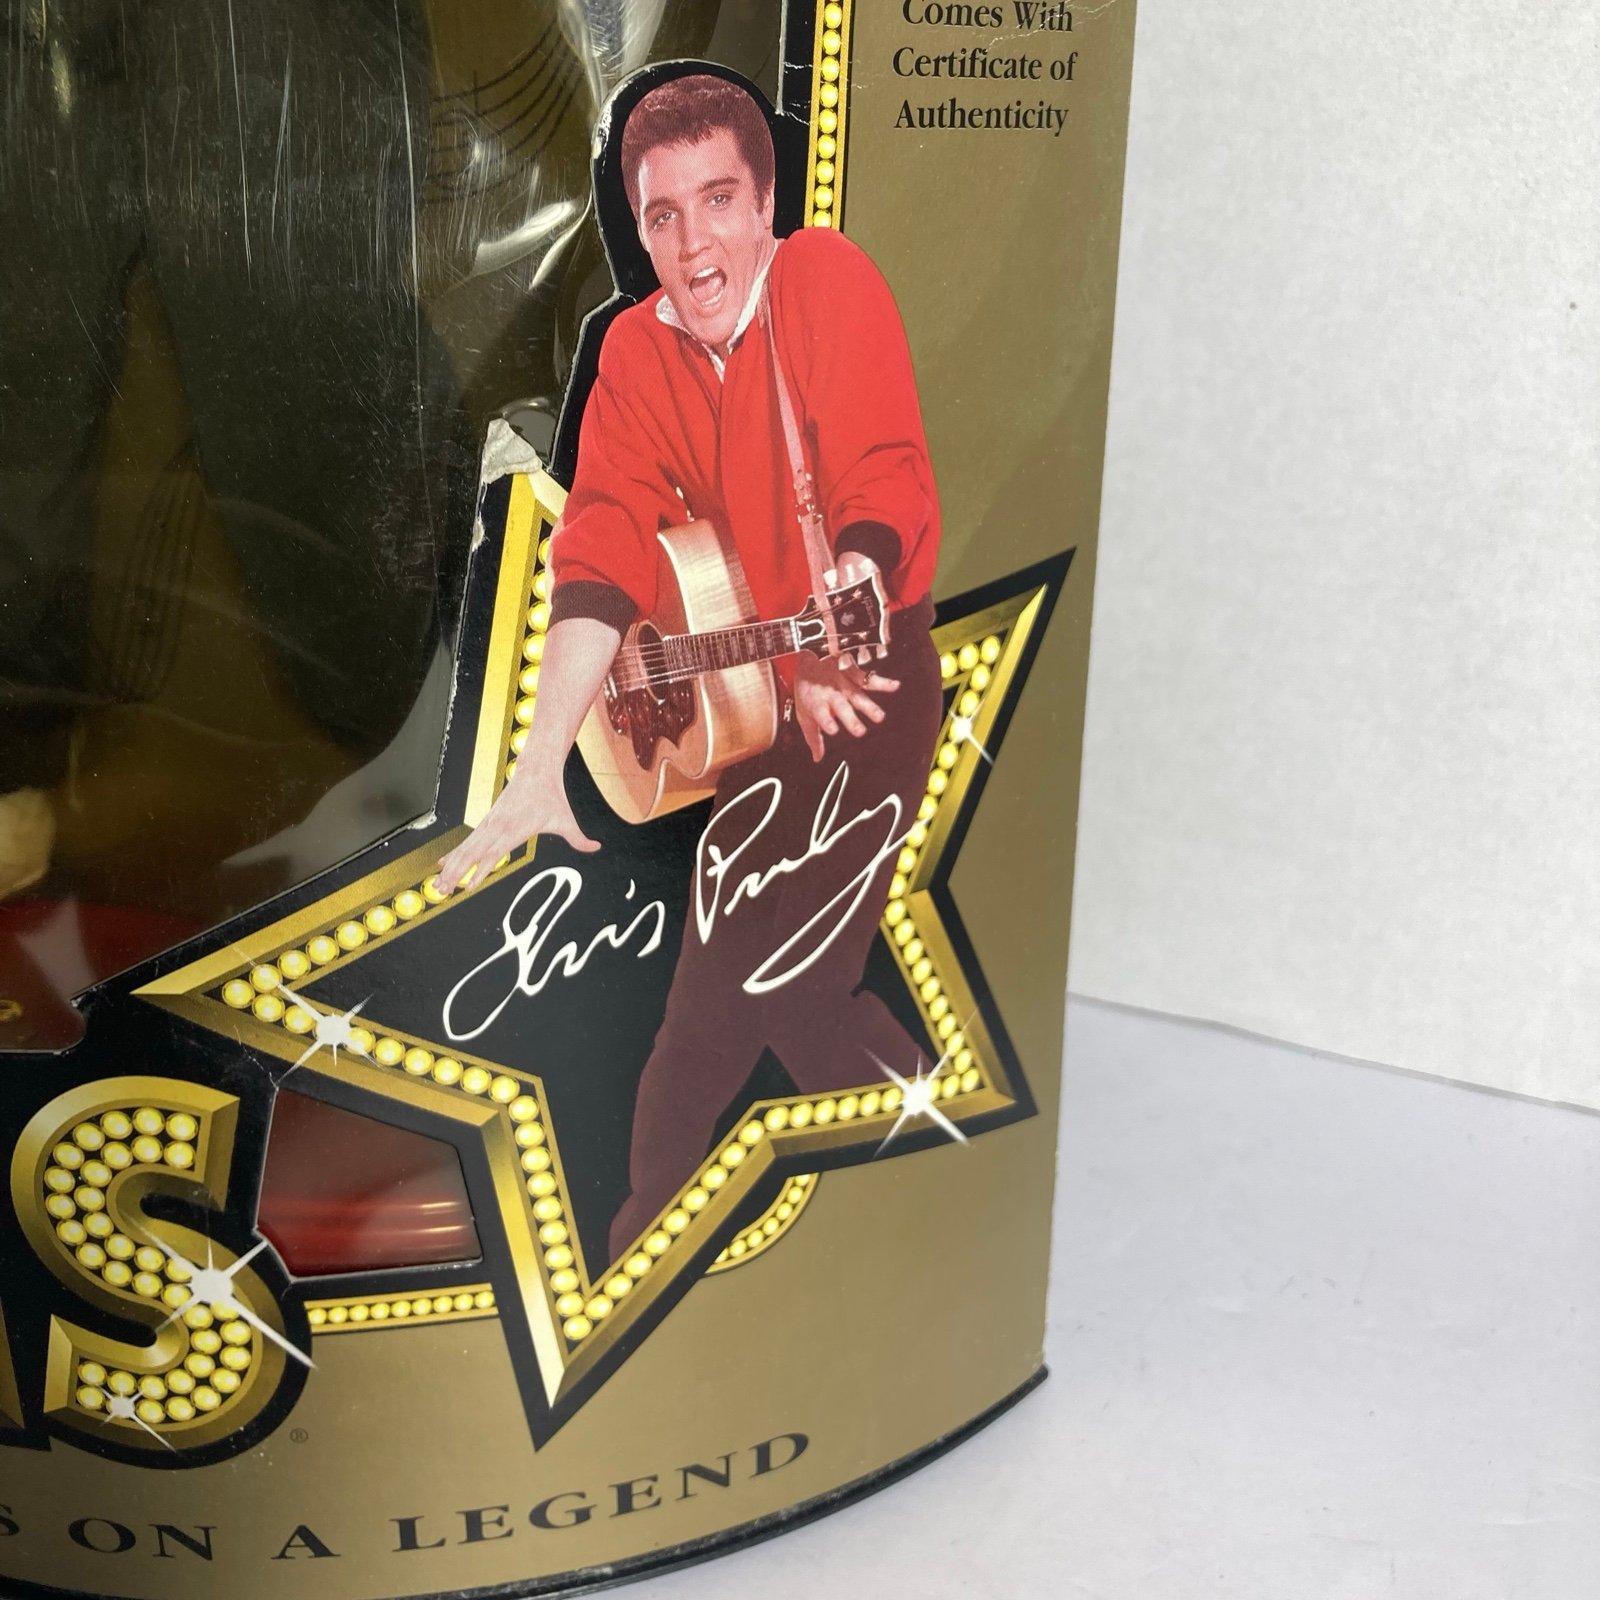 Comes With
Certificate of
Authenticity
Elvis Presley
S
®
S ON A LEGEND